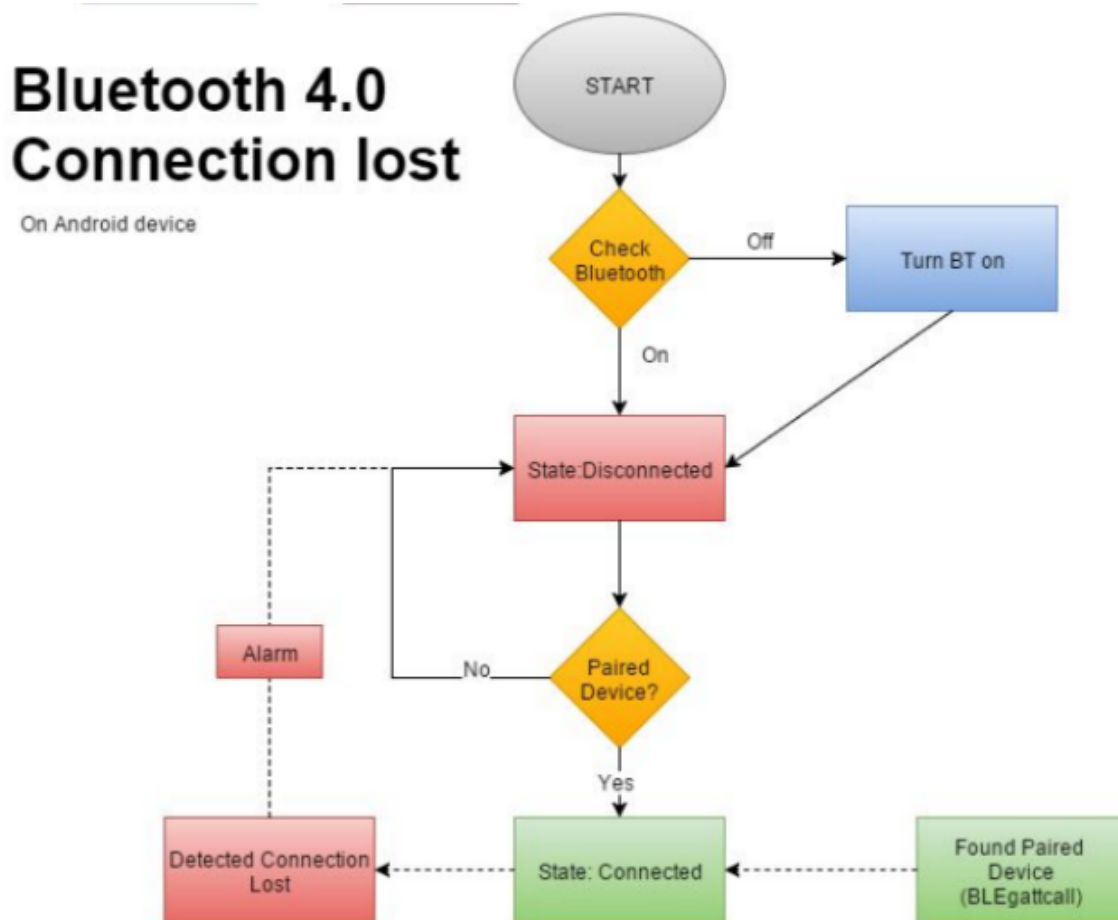 Bluetooth 4.0
Connection lost
On Android device
START
Check
Bluetooth
Off
Turn BT on
On
State:Disconnected
Alarm
No
Paired
Device?
Yes
Detected Connection
Lost
State: Connected
Found Paired
Device
(BLEgattcall)